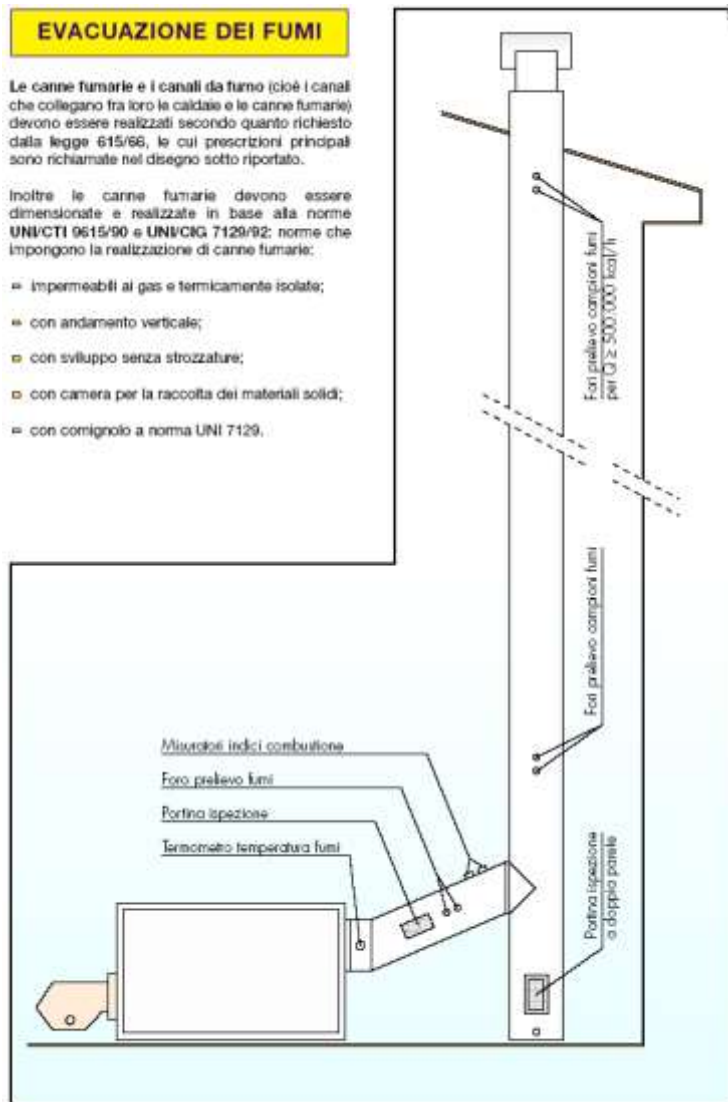 EVACUAZIONE DEI FUMI
Le canne fumarie e i canali da fumo (cioè i canali
che collegano fra loro le caldaie e le canne fumarie)
devono essere realizzati secondo quanto richiesto
dalla legge 615/66, le cui prescrizioni principali
sono richiamate nel disegno sotto riportato.
Inoltre le canne fumarie devono essere
dimensionate e realizzate in base alla norme
UNI/CTI 9615/90 e UNI/CIG 7129/92: norme che
impongono la realizzazione di canne fumarie:
impermeabili ai gas e termicamente isolate;
con andamento verticale;
con sviluppo senza strozzature;
con camera per la raccolta dei materiali solidi;
con comignolo a norma UNI 7129.
Fori prelievo campioni fumi
per Q ≥ 500.000 kcal/h
Fori prelievo campioni fumi
Misuratori indici combustione
Foro prelievo fumi
Portina ispezione
Termometro temperatura fumi
Portina ispezione
a doppia parete